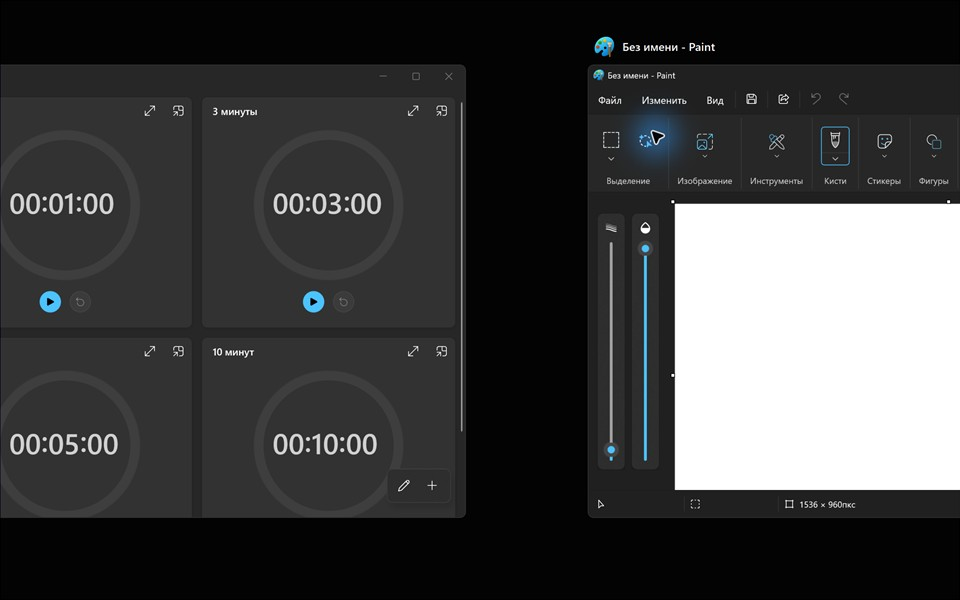 3 минуты
00:01:00
00:03:00
10 минут
00:05:00
00:10:00
Без имени - Paint
Без имени - Paint
Файл Изменить Вид
Выделение Изображение Инструменты Кисти Стикеры Фигуры
1536 × 960пкс